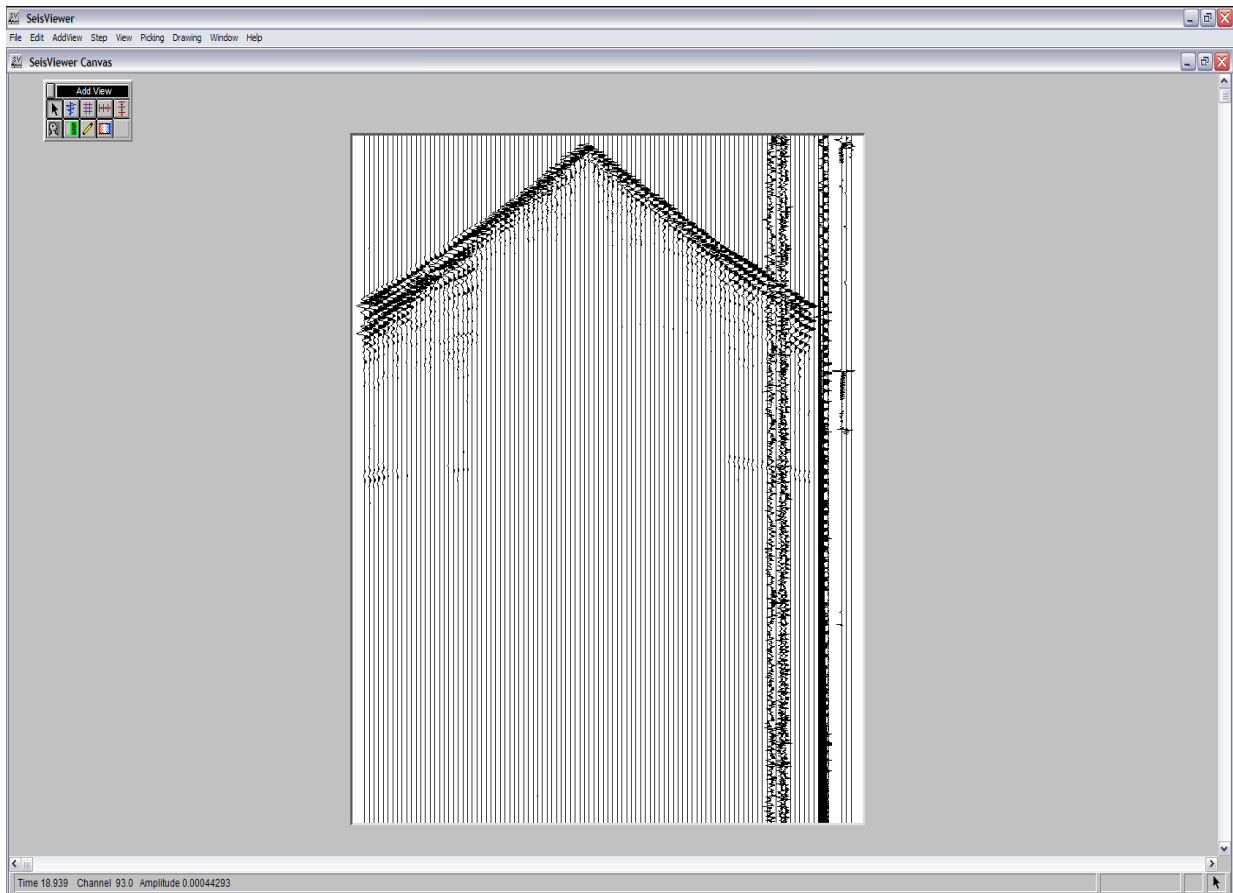 SeisViewer
File Edit AddView Step View Picking Drawing Window Help
SeisViewer Canvas
Add View
Time 18.939 Channel 93.0 Amplitude 0.00044293